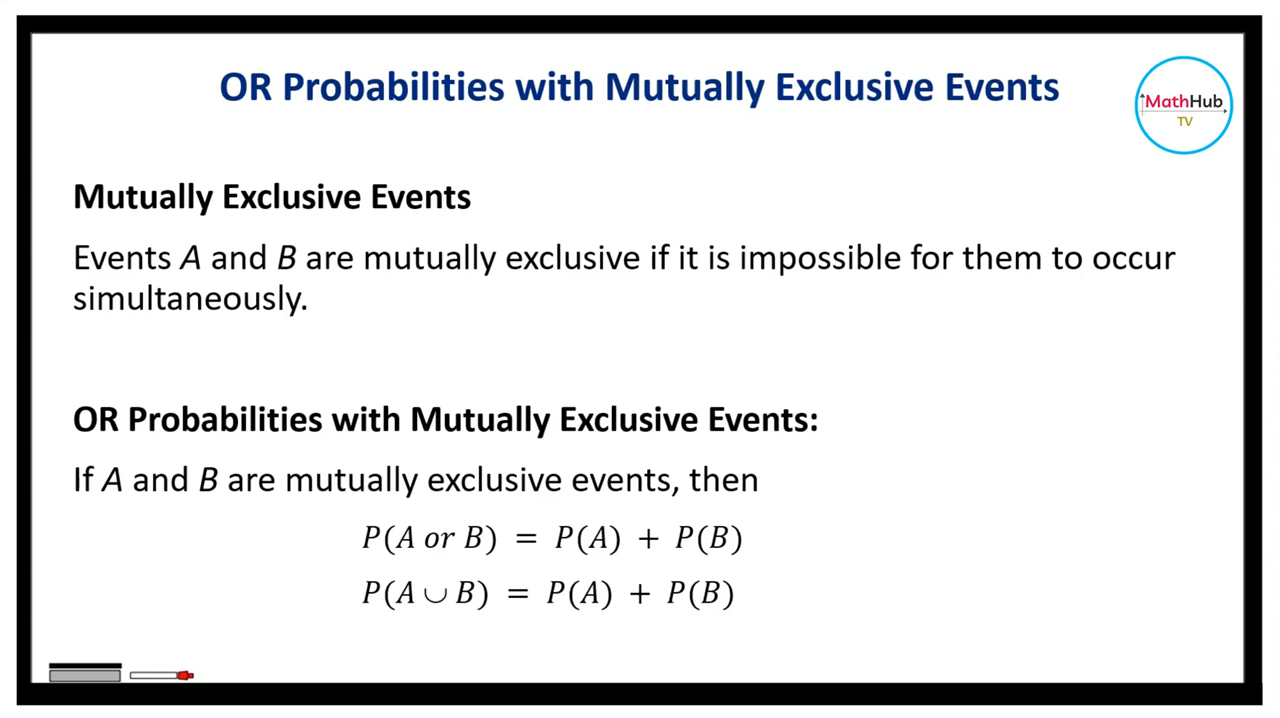 OR Probabilities with Mutually Exclusive Events
MathHub
TV
Mutually Exclusive Events
Events A and B are mutually exclusive if it is impossible for them to occur
simultaneously.
OR Probabilities with Mutually Exclusive Events:
If A and B are mutually exclusive events, then
P(A or B) = P(A) + P(B)
P(A ∪ B) = P(A) + P(B)